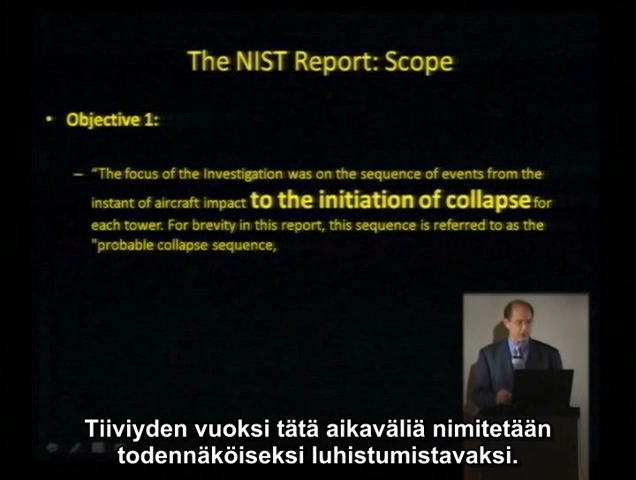 The NIST Report: Scope
• Objective 1:
– "The focus of the Investigation was on the sequence of events from the
instant of aircraft impact to the initiation of collapse for
each tower. For brevity in this report, this sequence is referred to as the
"probable collapse sequence,
Tiiviyden vuoksi tätä aikaväliä nimitetään
todennäköiseksi luhistumistavaksi.